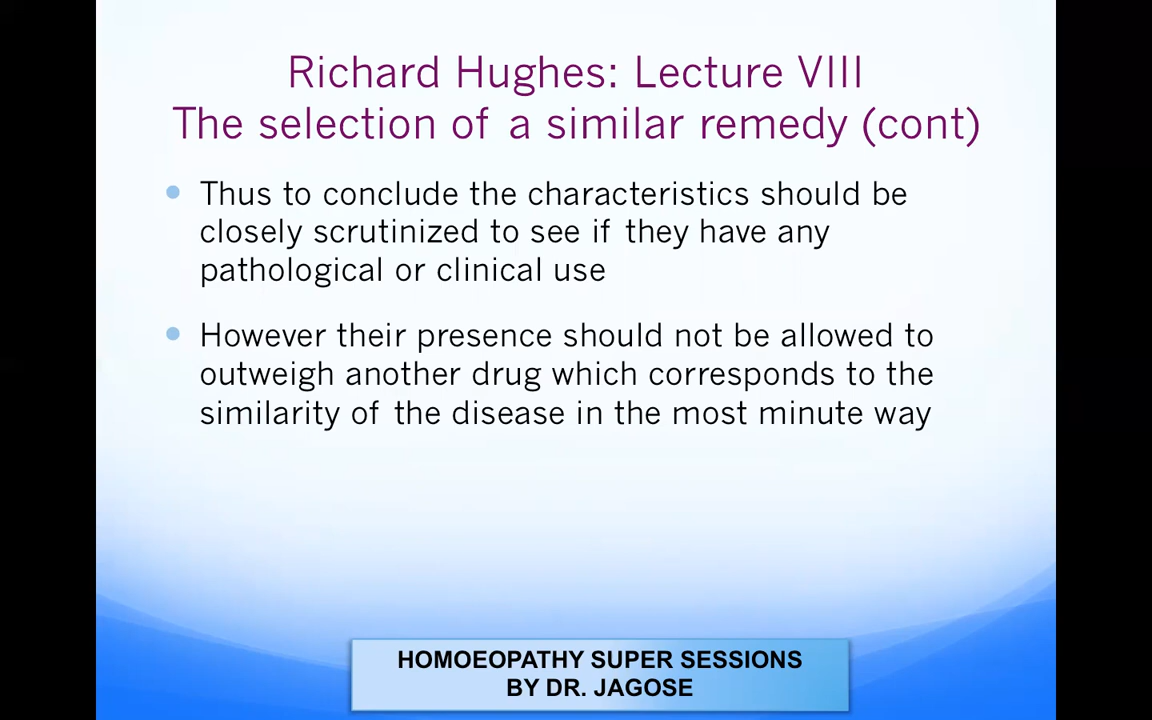 Richard Hughes: Lecture VIII
The selection of a similar remedy (cont)
Thus to conclude the characteristics should be
closely scrutinized to see if they have any
pathological or clinical use
However their presence should not be allowed to
outweigh another drug which corresponds to the
similarity of the disease in the most minute way
HOMOEOPATHY SUPER SESSIONS
BY DR. JAGOSE